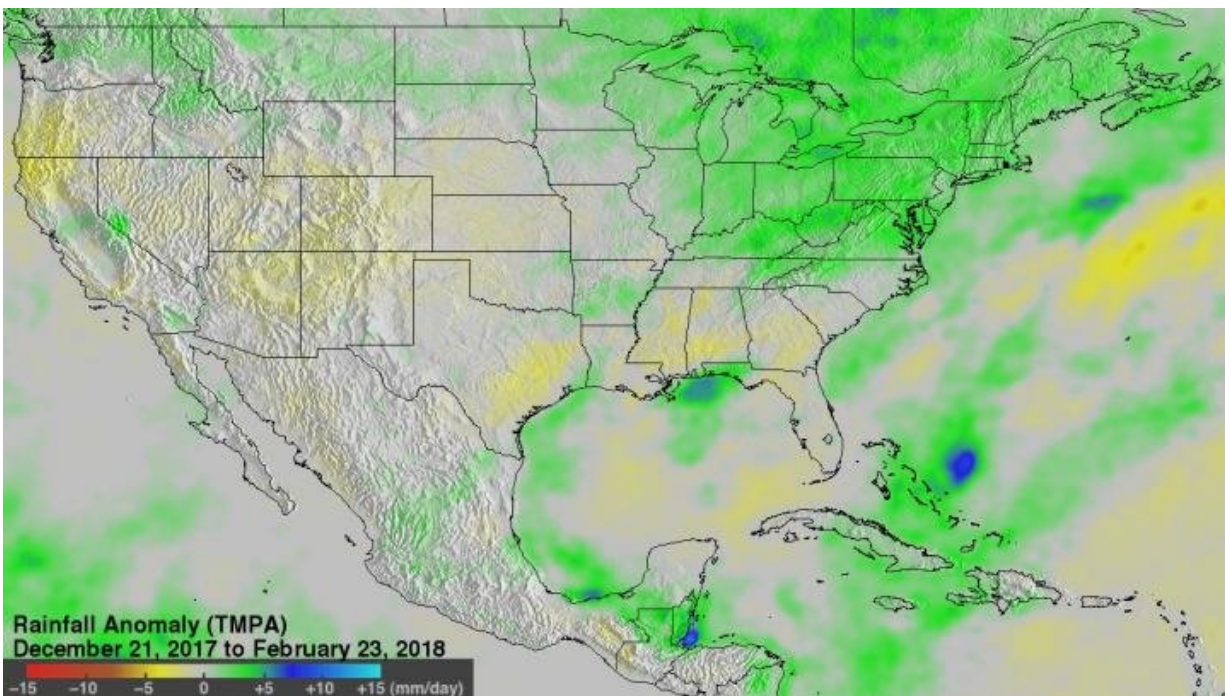 Rainfall Anomaly (TMPA)
December 21, 2017 to February 23, 2018
−15 −10 −5 0 +5 +10 +15 (mm/day)